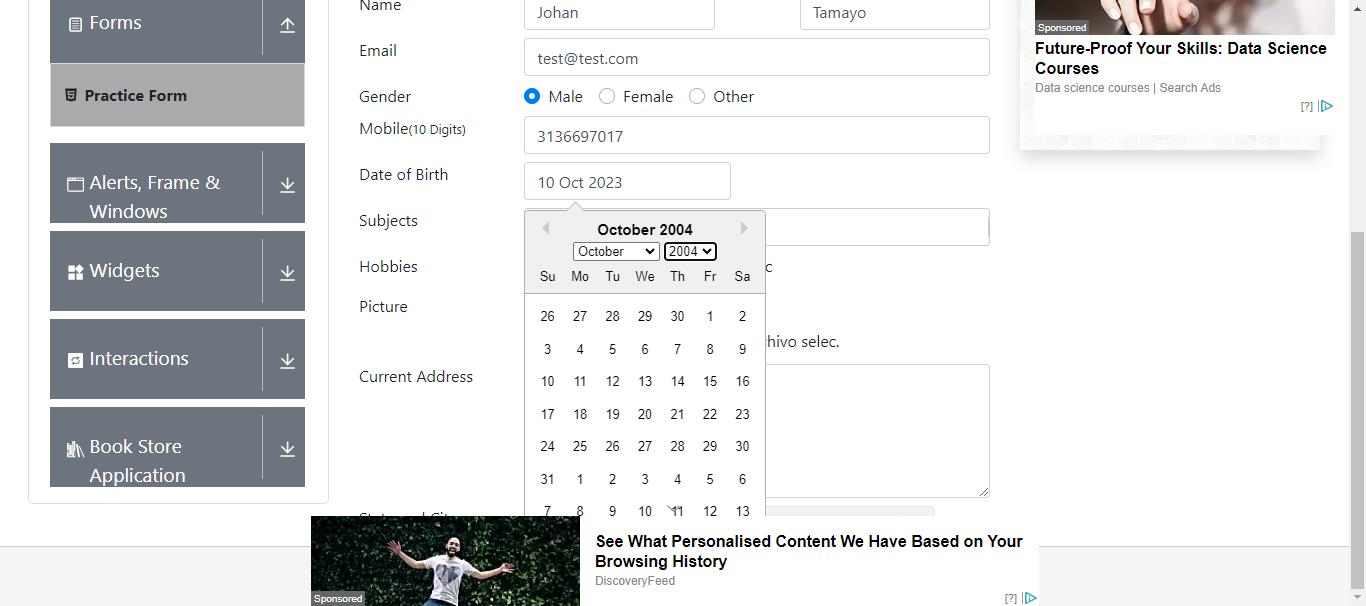 Forms
Practice Form
Alerts, Frame &
Windows
Widgets
Interactions
Book Store
Application
Name
Johan
Tamayo
Email
test@test.com
Gender
Male
Female
Other
Mobile(10 Digits)
3136697017
Date of Birth
10 Oct 2023
Subjects
October 2004
October
2004
Su Mo Tu We Th Fr Sa
26 27 28 29 30 1 2
3 4 5 6 7 8 9
10 11 12 13 14 15 16
17 18 19 20 21 22 23
24 25 26 27 28 29 30
31 1 2 3 4 5 6
7 8 9 10 11 12 13
Hobbies
c
Picture
hivo selec.
Current Address
Sponsored
Future-Proof Your Skills: Data Science
Courses
Data science courses | Search Ads
[?]
Sponsored
See What Personalised Content We Have Based on Your
Browsing History
DiscoveryFeed
[?]